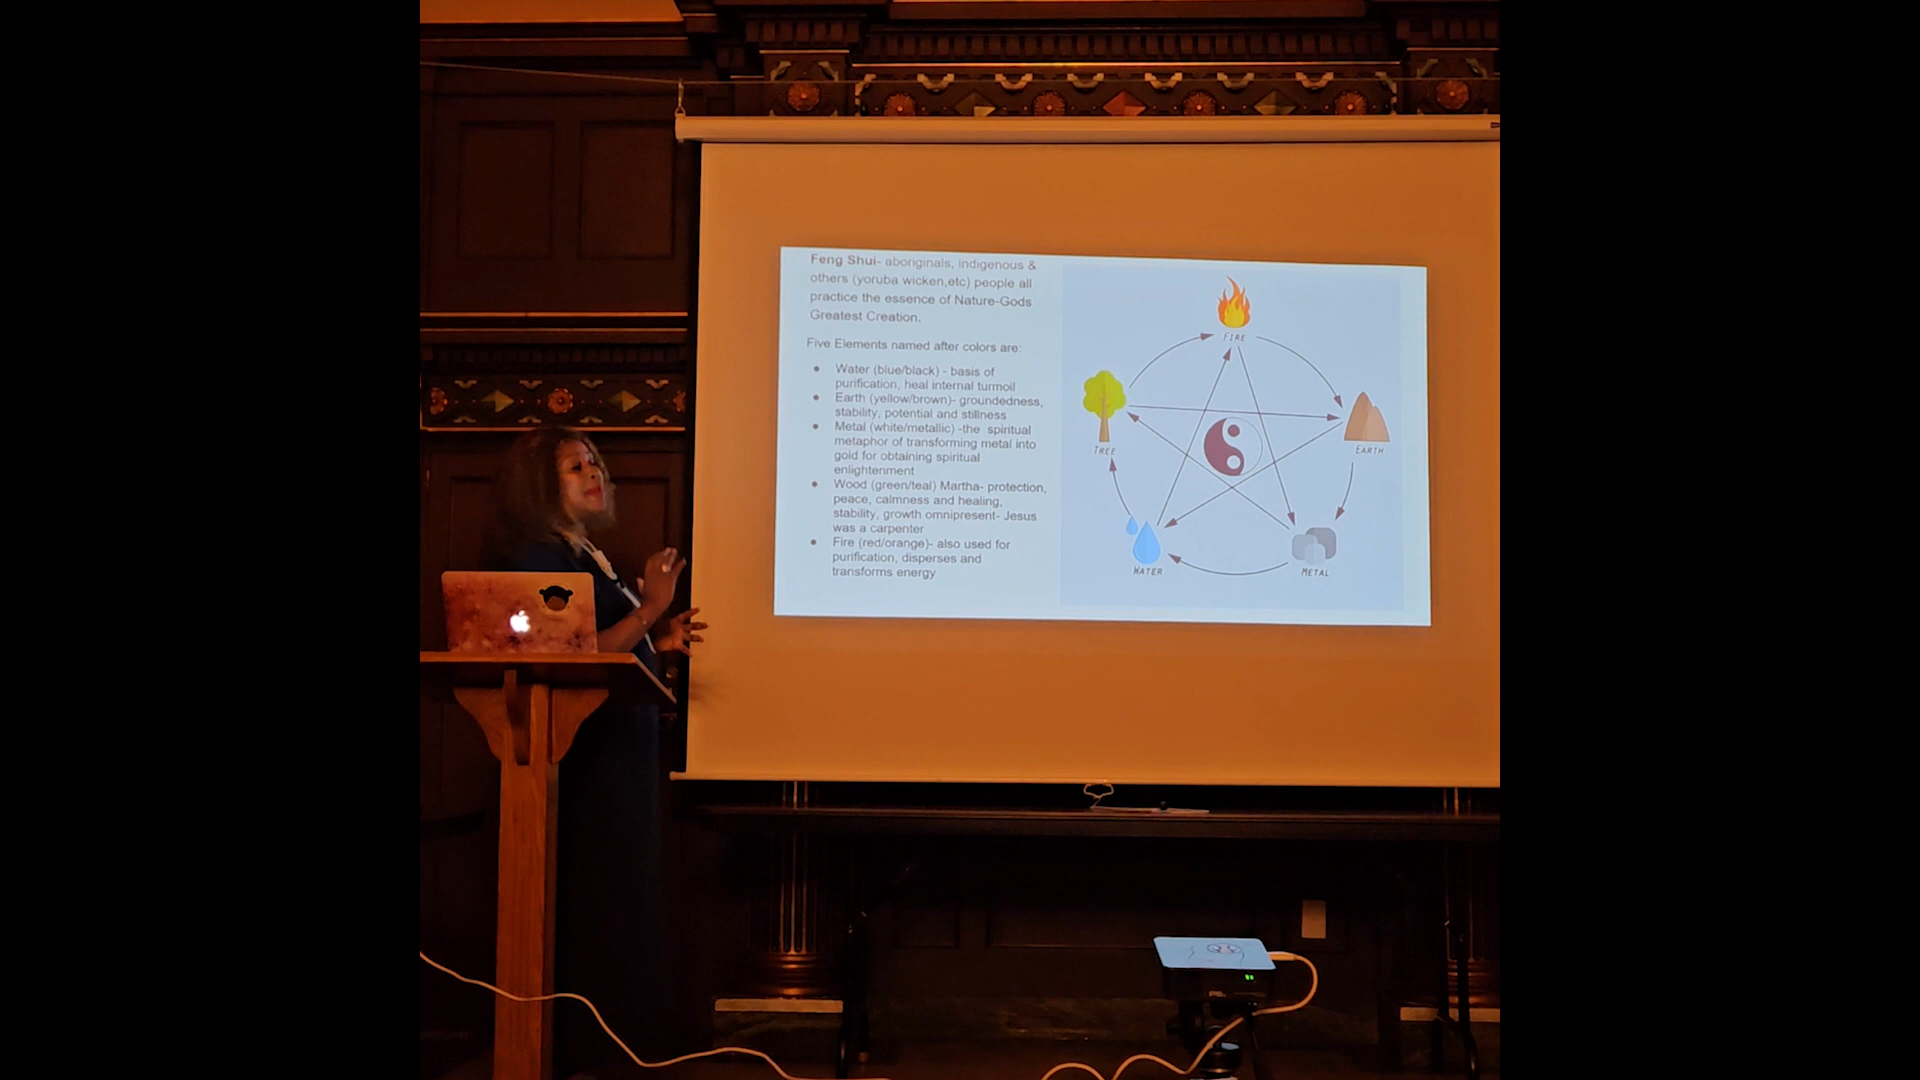 Feng Shui- aboriginals, indigenous &
others (yoruba wicken,etc) people all
practice the essence of Nature-Gods
Greatest Creation.
Five Elements named after colors are:
Water (blue/black) - basis of
purification, heal internal turmoil
Earth (yellow/brown)- groundedness,
stability, potential and stillness
Metal (white/metallic) -the spiritual
metaphor of transforming metal into
gold for obtaining spiritual
enlightenment
Wood (green/teal) Martha- protection,
peace, calmness and healing,
stability, growth omnipresent- Jesus
was a carpenter
Fire (red/orange)- also used for
purification, disperses and
transforms energy
FIRE
TREE
EARTH
WATER
METAL